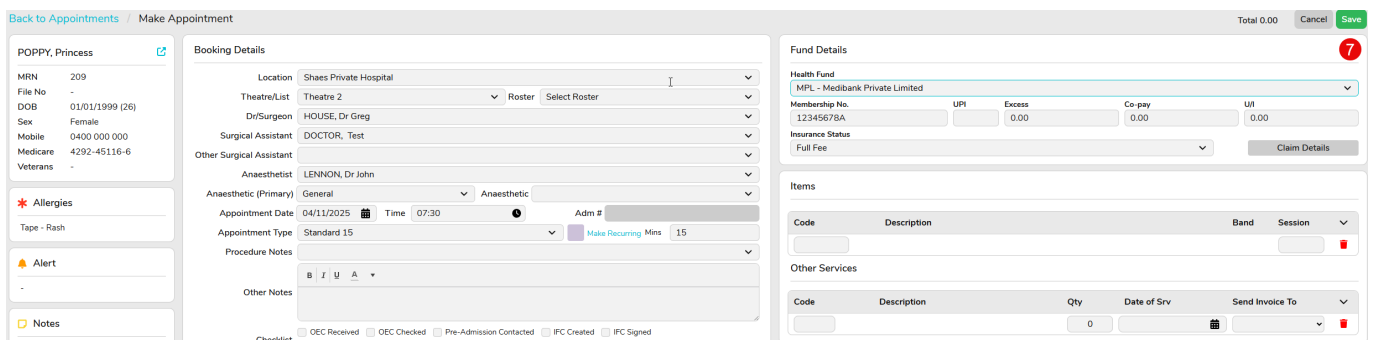 Back to Appointments / Make Appointment
Total 0.00 Cancel Save
POPPY, Princess
MRN 209
File No -
DOB 01/01/1999 (26)
Sex Female
Mobile 0400 000 000
Medicare 4292-45116-6
Veterans -
Allergies
Tape - Rash
Alert
-
Notes
Booking Details
Location Shaes Private Hospital
Theatre/List Theatre 2 Roster Select Roster
Dr/Surgeon HOUSE, Dr Greg
Surgical Assistant DOCTOR, Test
Other Surgical Assistant
Anaesthetist LENNON, Dr John
Anaesthetic (Primary) General Anaesthetic
Appointment Date 04/11/2025 Time 07:30 Adm #
Appointment Type Standard 15 Make Recurring Mins 15
Procedure Notes
B I U A
Other Notes
Checklist OEC Received OEC Checked Pre-Admission Contacted IFC Created IFC Signed
Fund Details 7
Health Fund
MPL - Medibank Private Limited
Membership No. UPI Excess Co-pay U/I
12345678A 0.00 0.00 0.00
Insurance Status
Full Fee Claim Details
Items
Code Description Band Session
Other Services
Code Description Qty Date of Srv Send Invoice To
0